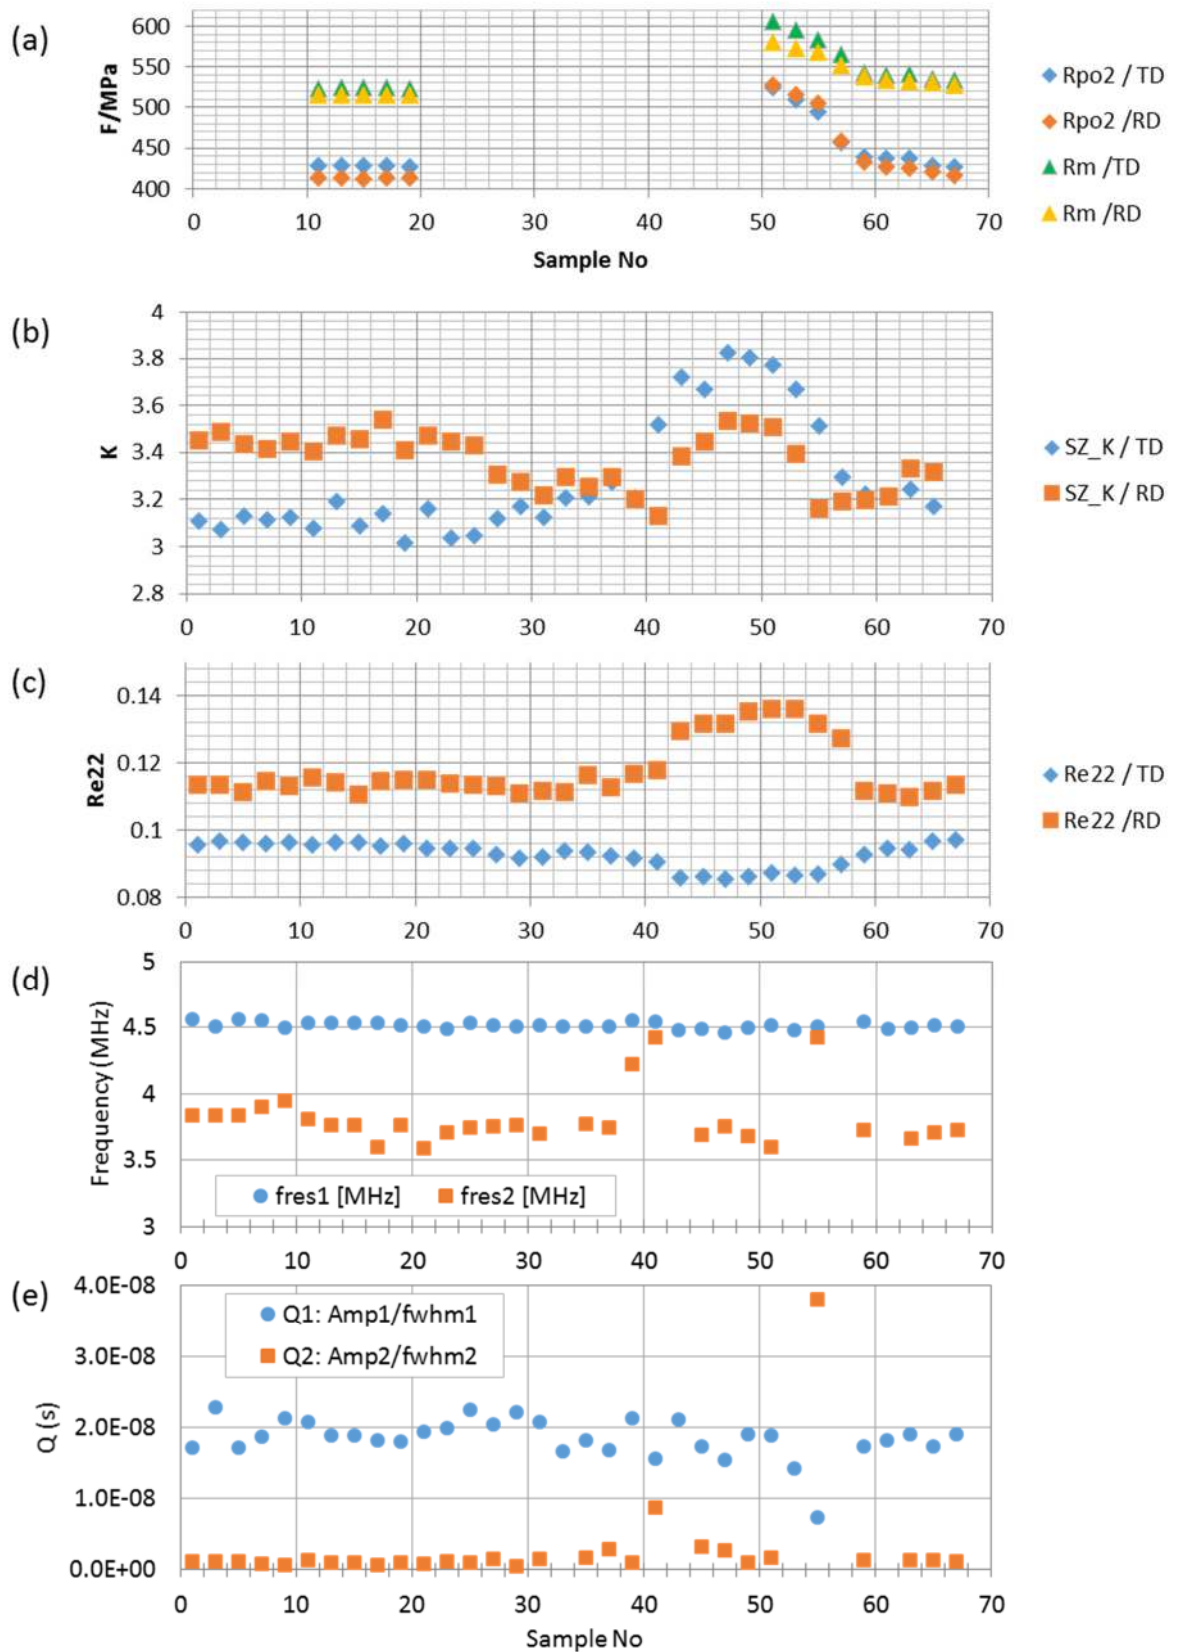 (a)
600
550
500
450
400
F/MPa
0 10 20 30 40 50 60 70
Sample No
Rpo2 / TD
Rpo2 /RD
Rm /TD
Rm /RD
(b)
4
3.8
3.6
3.4
3.2
3
2.8
K
0 10 20 30 40 50 60 70
SZ_K / TD
SZ_K / RD
(c)
0.14
0.12
0.1
0.08
Re22
0 10 20 30 40 50 60 70
Re22 / TD
Re22 /RD
(d)
5
4.5
4
3.5
3
Frequency (MHz)
fres1 [MHz] fres2 [MHz]
0 10 20 30 40 50 60 70
(e)
4.0E-08
3.0E-08
2.0E-08
1.0E-08
0.0E+00
Q (s)
Q1: Amp1/fwhm1
Q2: Amp2/fwhm2
0 10 20 30 40 50 60 70
Sample No